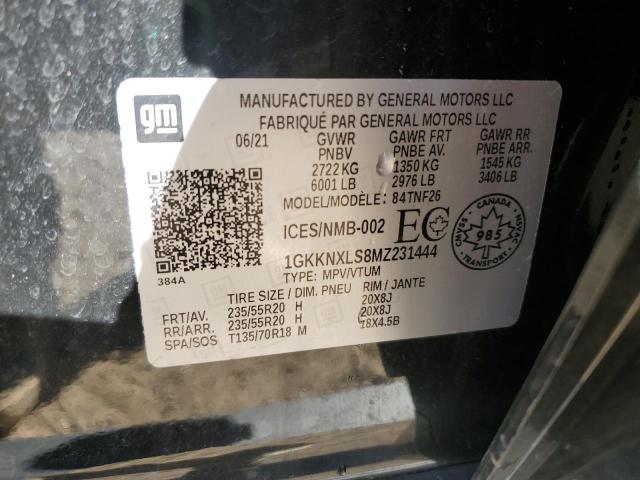 gm
MANUFACTURED BY GENERAL MOTORS LLC
FABRIQUÉ PAR GENERAL MOTORS LLC
06/21 GVWR GAWR FRT GAWR RR
PNBV PNBE AV. PNBE ARR.
2722 KG 1350 KG 1545 KG
6001 LB 2976 LB 3406 LB
MODEL/MODÈLE: 84TNF26
ICES/NMB-002 EC
CANADA
985
SVNAC
1GKKNXLS8MZ231444
384A
TYPE: MPV/VTUM
TIRE SIZE / DIM. PNEU RIM / JANTE
FRT/AV. 235/55R20 H 20X8J
RR/ARR. 235/55R20 H 20X8J
SPA/SOS T135/70R18 M 18X4.5B